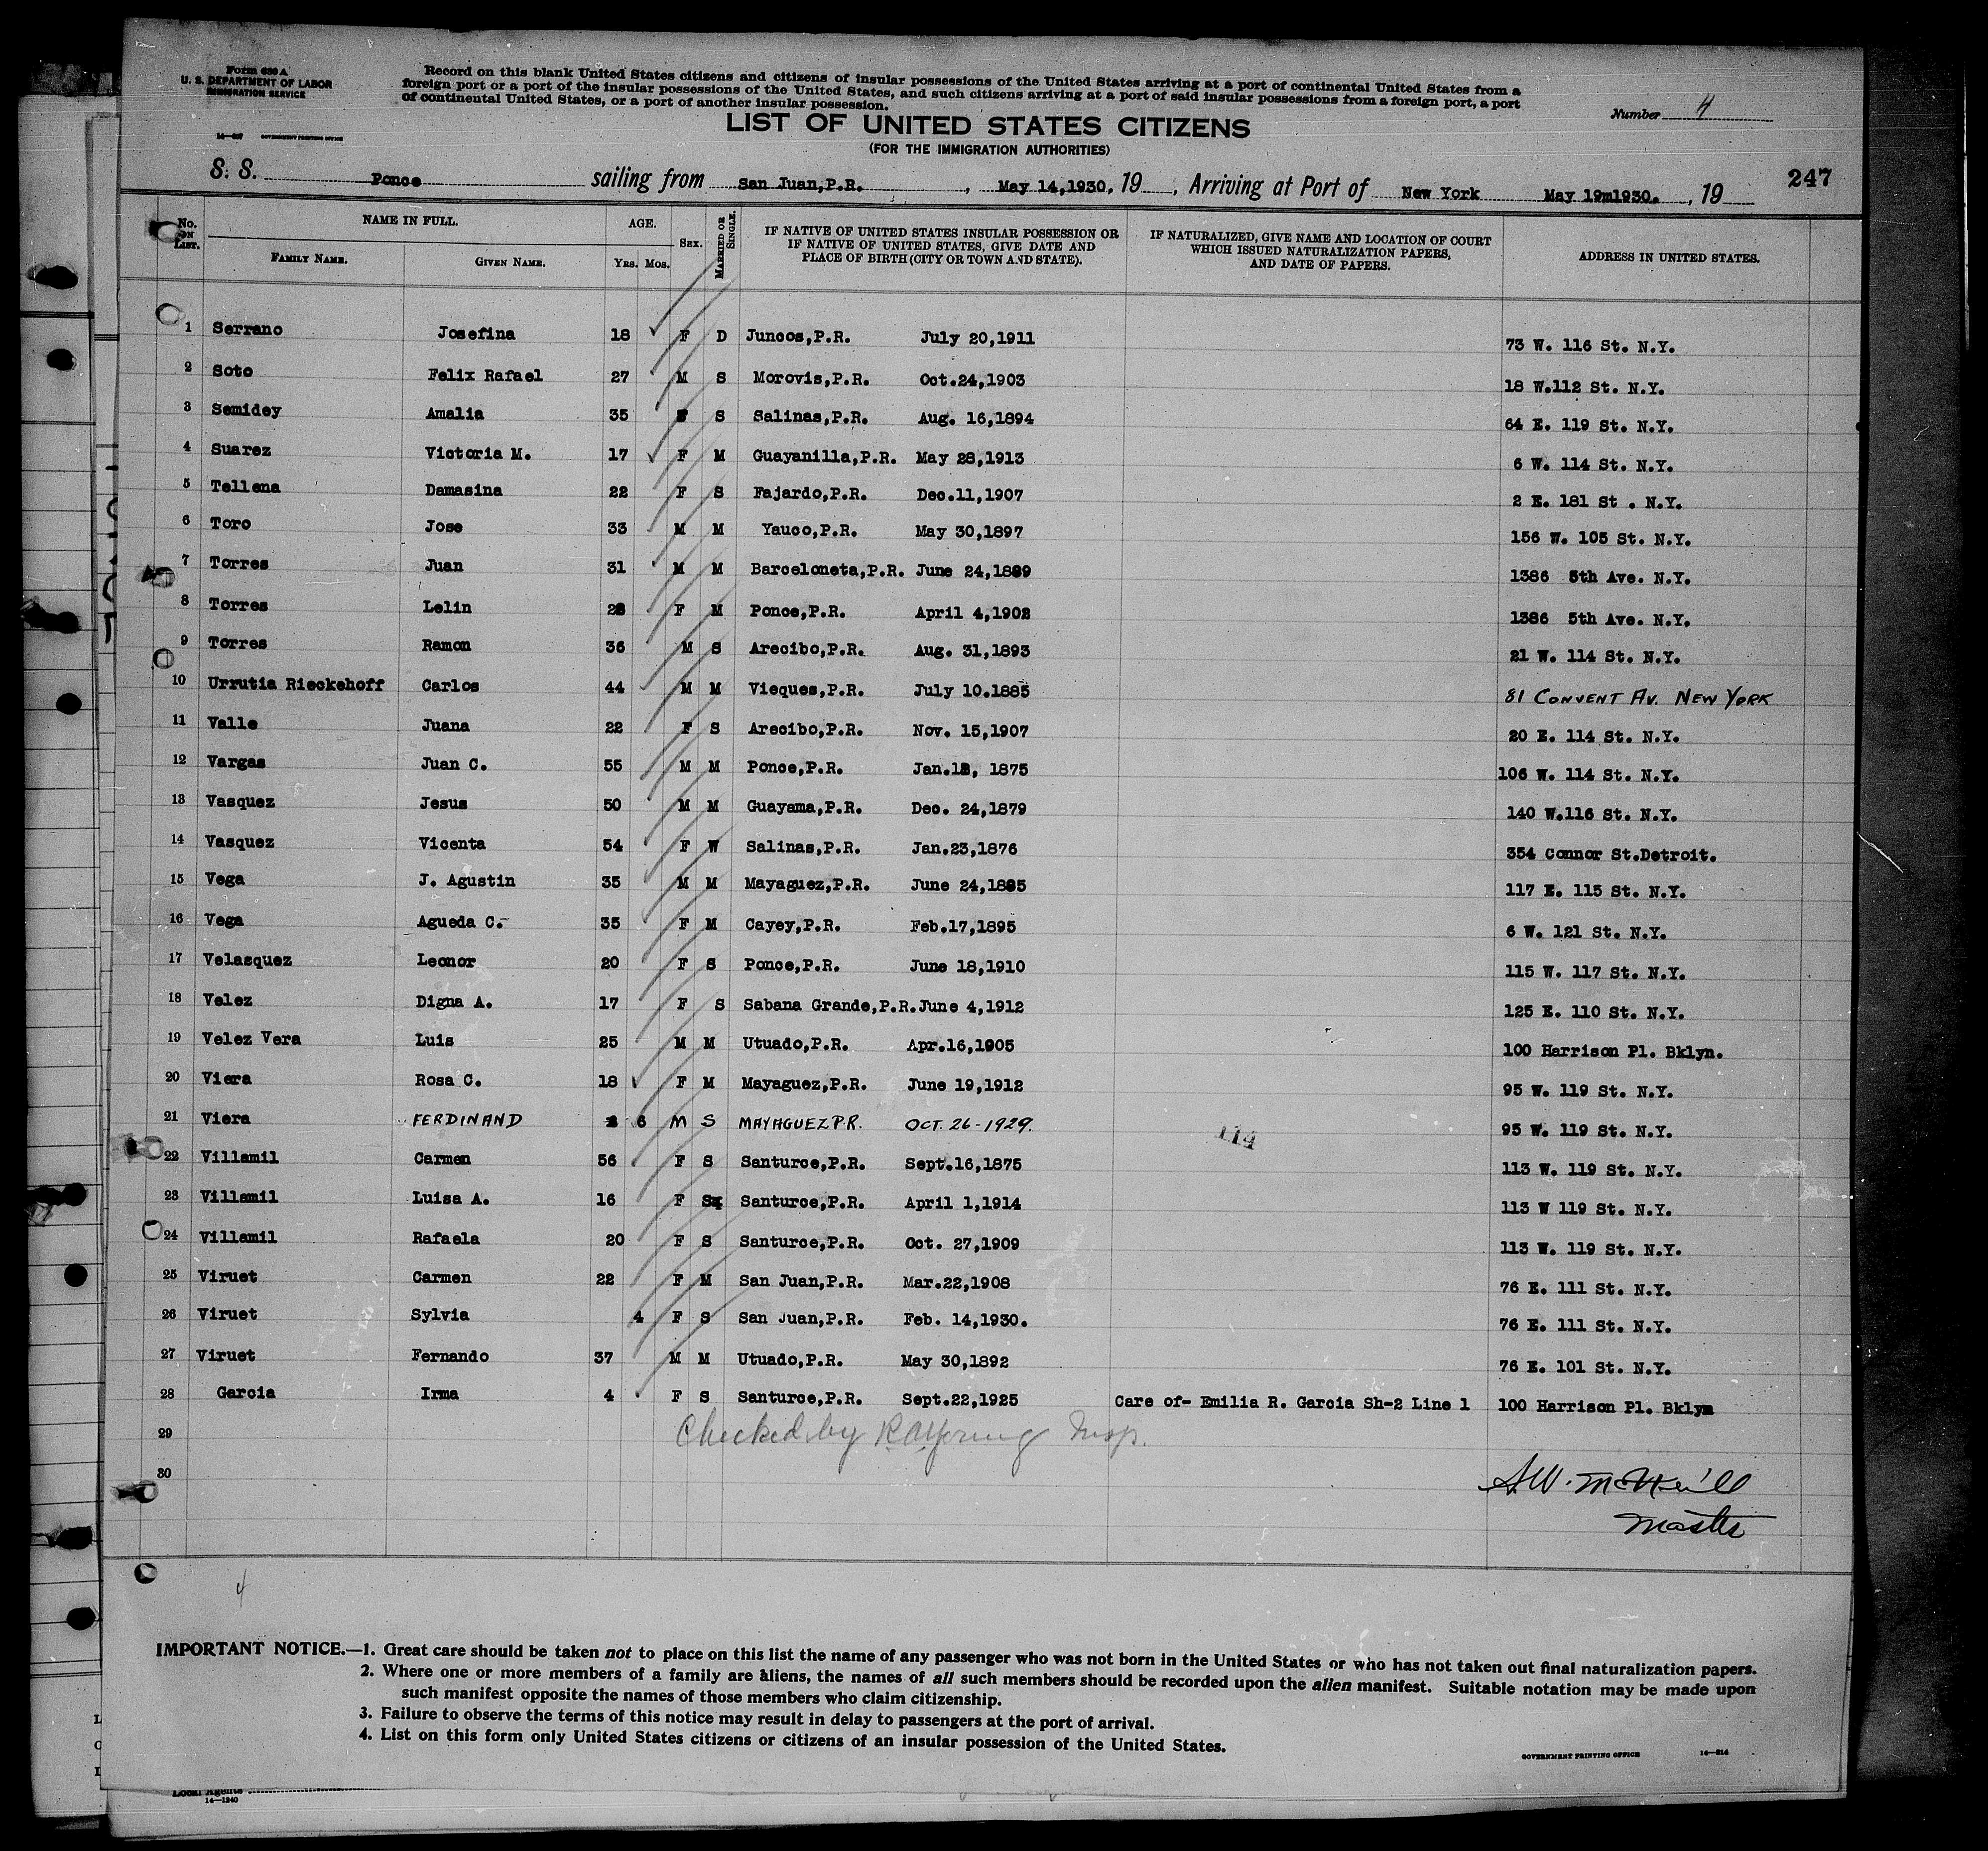 Form 630 A
U. S. DEPARTMENT OF LABOR
IMMIGRATION SERVICE
14—207 GOVERNMENT PRINTING OFFICE
Record on this blank United States citizens and citizens of insular possessions of the United States arriving at a port of continental United States from a
foreign port or a port of the insular possessions of the United States, and such citizens arriving at a port of said insular possessions from a foreign port, a port
of continental United States, or a port of another insular possession.
Number 4
LIST OF UNITED STATES CITIZENS
(FOR THE IMMIGRATION AUTHORITIES)
S. S. Ponce sailing from San Juan,P.R. , May 14,1930, 19 , Arriving at Port of New York May 19m1930. , 19
247
No. ON LIST. NAME IN FULL. FAMILY NAME. GIVEN NAME. AGE. YRS. MOS. SEX. MARRIED OR SINGLE. IF NATIVE OF UNITED STATES INSULAR POSSESSION OR IF NATIVE OF UNITED STATES, GIVE DATE AND PLACE OF BIRTH (CITY OR TOWN AND STATE). IF NATURALIZED, GIVE NAME AND LOCATION OF COURT WHICH ISSUED NATURALIZATION PAPERS, AND DATE OF PAPERS. ADDRESS IN UNITED STATES.
1 Serrano Josefina 18 F D Juncos,P.R. July 20,1911 73 W. 116 St. N.Y.
2 Soto Felix Rafael 27 M S Morovis,P.R. Oct.24,1903 18 W.112 St. N.Y.
3 Semidey Amalia 35 S Salinas,P.R. Aug. 16,1894 64 E. 119 St. N.Y.
4 Suarez Victoria M. 17 F M Guayanilla,P.R. May 28,1913 6 W. 114 St. N.Y.
5 Tellena Damasina 22 F S Fajardo,P.R. Dec.11,1907 2 E. 181 St . N.Y.
6 Toro Jose 33 M M Yauco,P.R. May 30,1897 156 W. 105 St. N.Y.
7 Torres Juan 31 M M Barceloneta,P.R. June 24,1899 1386 5th Ave. N.Y.
8 Torres Lelin 28 F M Ponce,P.R. April 4,1902 1386 5th Ave. N.Y.
9 Torres Ramon 36 M S Arecibo,P.R. Aug. 31,1893 21 W. 114 St. N.Y.
10 Urrutia Rieckehoff Carlos 44 M M Vieques,P.R. July 10.1885 81 CONVENT AV. NEW YORK
11 Valle Juana 22 F S Arecibo,P.R. Nov. 15,1907 20 E. 114 St. N.Y.
12 Vargas Juan C. 55 M M Ponce,P.R. Jan.12, 1875 106 W. 114 St. N.Y.
13 Vasquez Jesus 50 M M Guayama,P.R. Dec. 24,1879 140 W.116 St. N.Y.
14 Vasquez Vicenta 54 F W Salinas,P.R. Jan.23,1876 354 Connor St.Detroit.
15 Vega J. Agustin 35 M M Mayaguez,P.R. June 24,1895 117 E. 115 St. N.Y.
16 Vega Agueda C. 35 F M Cayey,P.R. Feb.17,1895 6 W. 121 St. N.Y.
17 Velasquez Leonor 20 F S Ponce,P.R. June 18,1910 115 W. 117 St. N.Y.
18 Velez Digna A. 17 F S Sabana Grande,P.R.June 4,1912 125 E. 110 St. N.Y.
19 Velez Vera Luis 25 M M Utuado,P.R. Apr.16,1905 100 Harrison Pl. Bklyn.
20 Viera Rosa C. 18 F M Mayaguez,P.R. June 19,1912 95 W. 119 St. N.Y.
21 Viera FERDINAND 6 M S MAYAGUEZ P.R. OCT. 26-1929. 114 95 W. 119 St. N.Y.
22 Villamil Carmen 56 F S Santurce,P.R. Sept.16,1875 113 W. 119 St. N.Y.
23 Villamil Luisa A. 16 F S Santurce,P.R. April 1,1914 113 W 119 St. N.Y.
24 Villamil Rafaela 20 F S Santurce,P.R. Oct. 27,1909 113 W. 119 St. N.Y.
25 Viruet Carmen 22 F M San Juan,P.R. Mar.22,1908 76 E. 111 St. N.Y.
26 Viruet Sylvia 4 F S San Juan,P.R. Feb. 14,1930. 76 E. 111 St. N.Y.
27 Viruet Fernando 37 M M Utuado,P.R. May 30,1892 76 E. 101 St. N.Y.
28 Garcia Irma 4 F S Santurce,P.R. Sept.22,1925 Care of- Emilia R. Garcia Sh-2 Line 1 100 Harrison Pl. Bklyn
29 Checked by R A Young Insp.
30
A.W. McNeill
Master
4
IMPORTANT NOTICE.—1. Great care should be taken not to place on this list the name of any passenger who was not born in the United States or who has not taken out final naturalization papers.
2. Where one or more members of a family are aliens, the names of all such members should be recorded upon the alien manifest. Suitable notation may be made upon
such manifest opposite the names of those members who claim citizenship.
3. Failure to observe the terms of this notice may result in delay to passengers at the port of arrival.
4. List on this form only United States citizens or citizens of an insular possession of the United States.
GOVERNMENT PRINTING OFFICE 14—214
Local Agents
14—1240